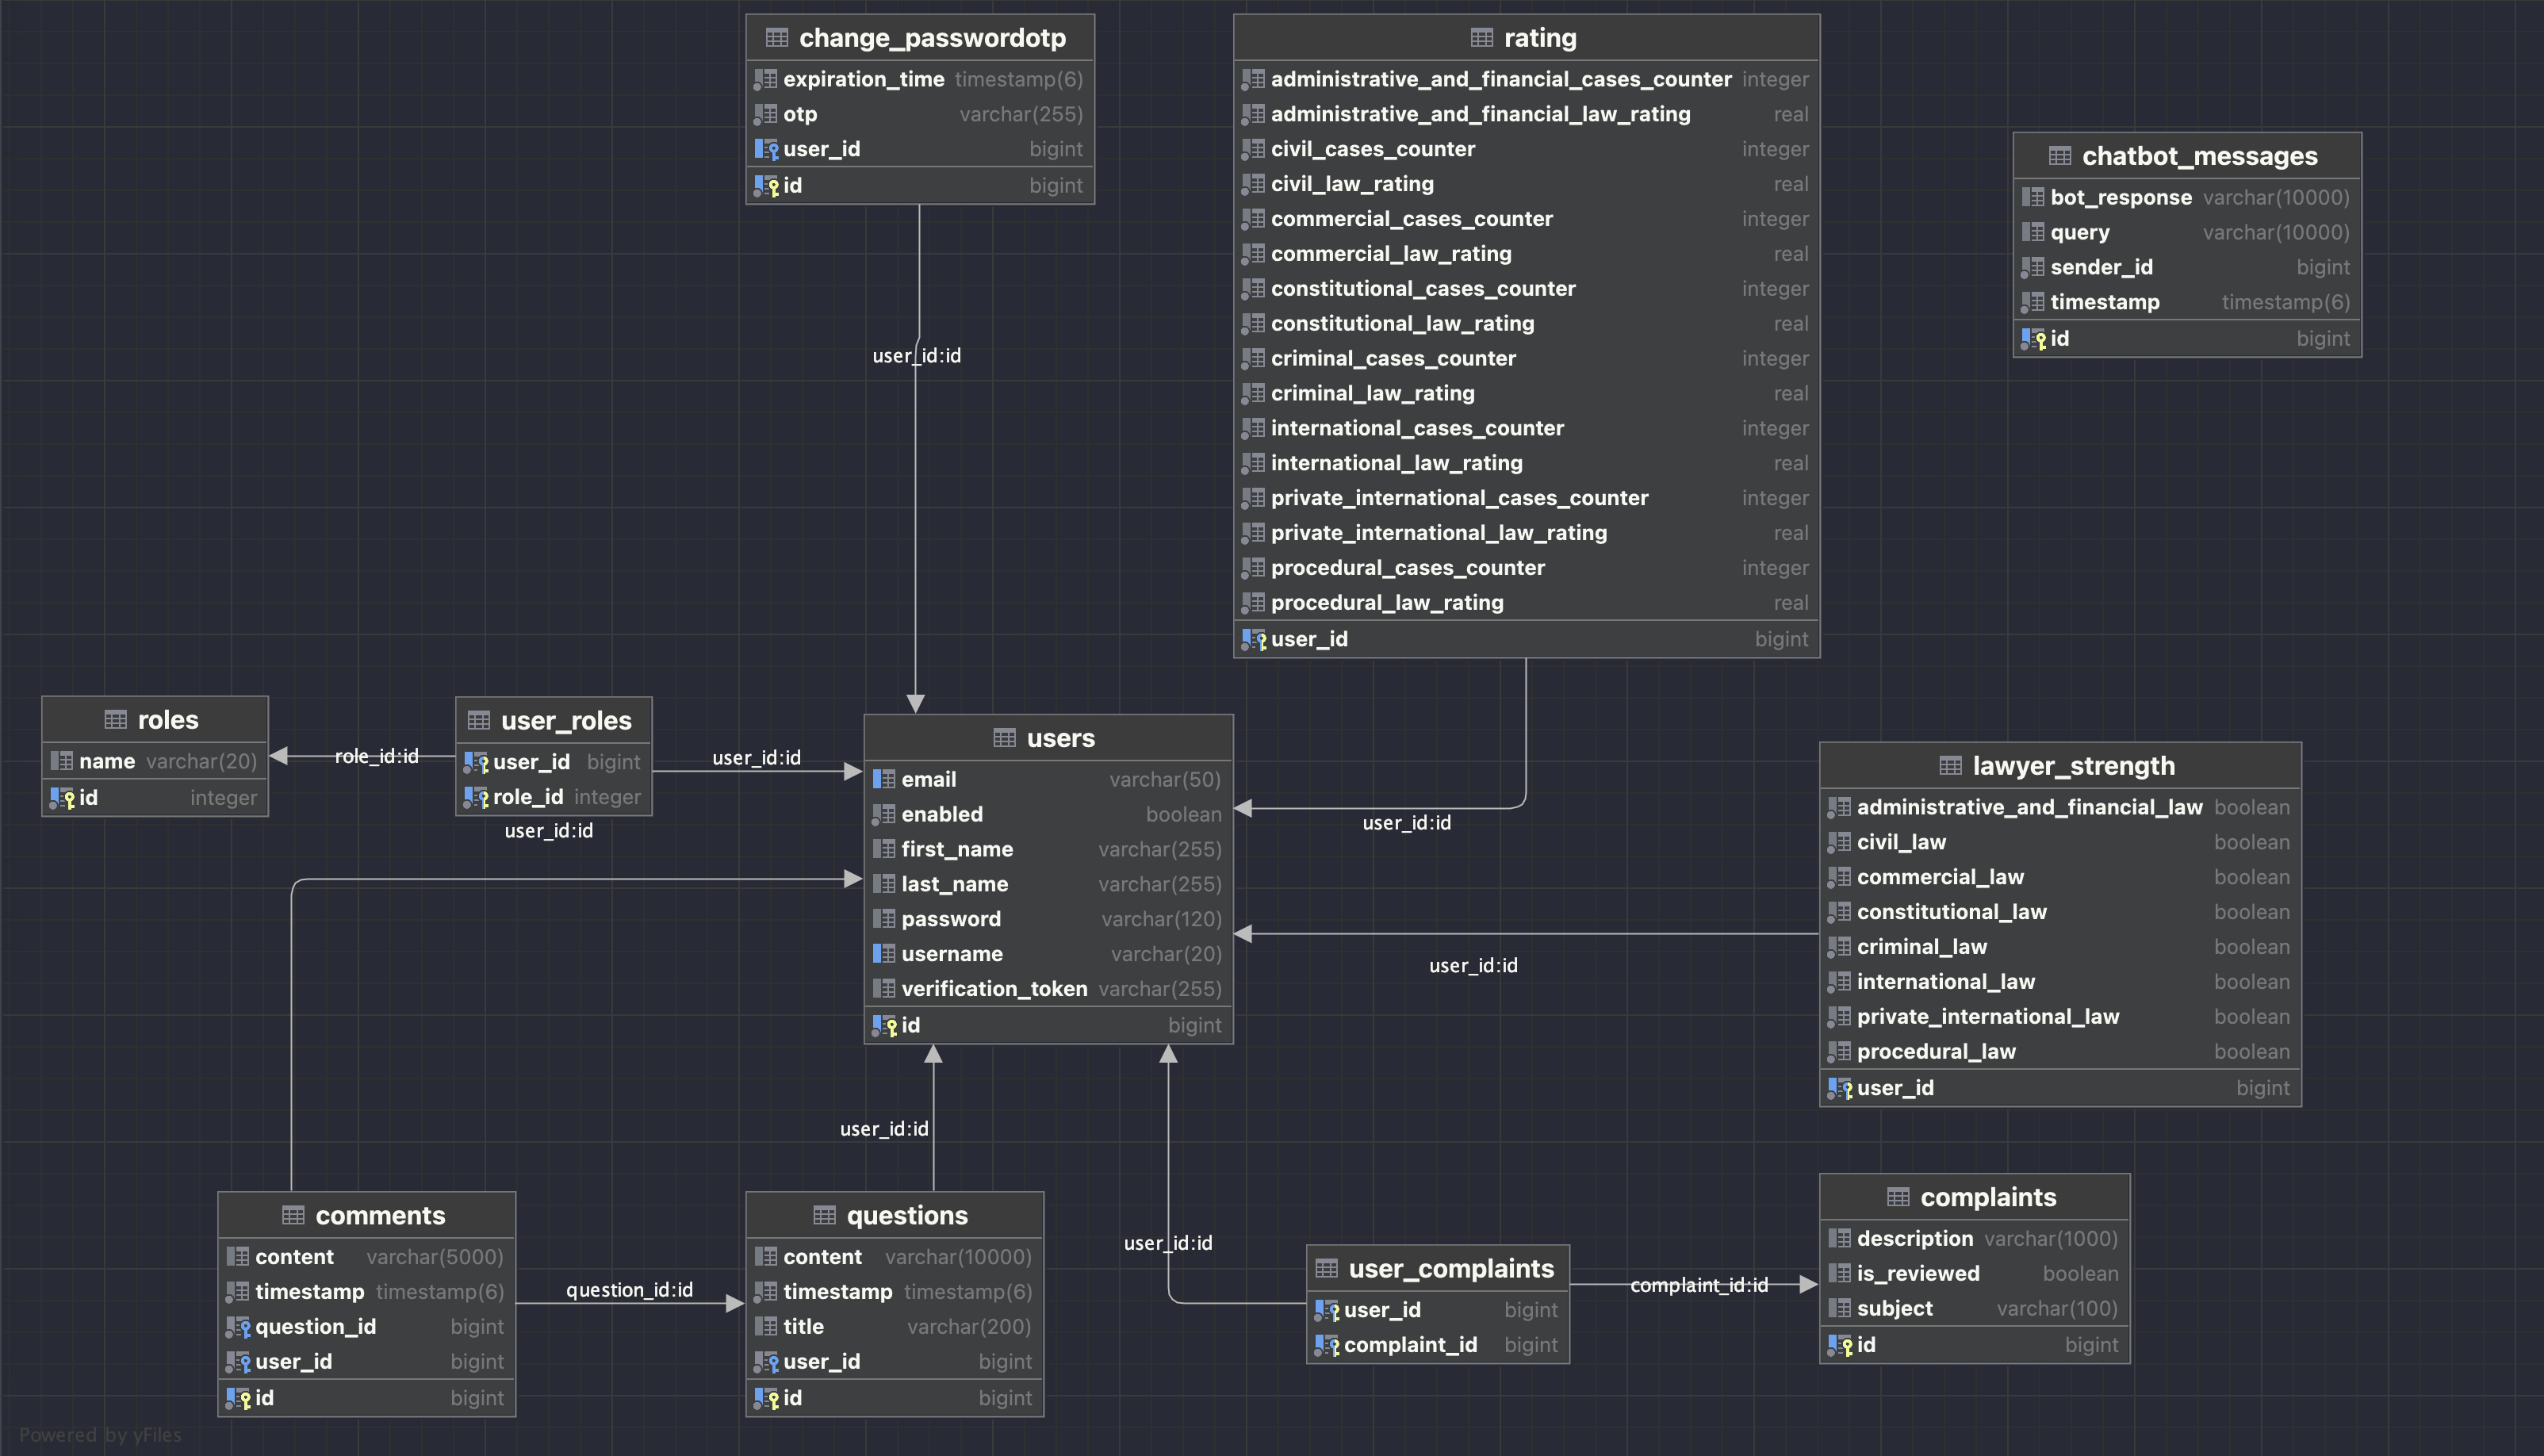 change_passwordotp
expiration_time timestamp(6)
otp varchar(255)
user_id bigint
id bigint
rating
administrative_and_financial_cases_counter integer
administrative_and_financial_law_rating real
civil_cases_counter integer
civil_law_rating real
commercial_cases_counter integer
commercial_law_rating real
constitutional_cases_counter integer
constitutional_law_rating real
criminal_cases_counter integer
criminal_law_rating real
international_cases_counter integer
international_law_rating real
private_international_cases_counter integer
private_international_law_rating real
procedural_cases_counter integer
procedural_law_rating real
user_id bigint
chatbot_messages
bot_response varchar(10000)
query varchar(10000)
sender_id bigint
timestamp timestamp(6)
id bigint
user_id:id
roles
name varchar(20)
id integer
role_id:id
user_roles
user_id bigint
role_id integer
user_id:id
user_id:id
users
email varchar(50)
enabled boolean
first_name varchar(255)
last_name varchar(255)
password varchar(120)
username varchar(20)
verification_token varchar(255)
id bigint
user_id:id
user_id:id
lawyer_strength
administrative_and_financial_law boolean
civil_law boolean
commercial_law boolean
constitutional_law boolean
criminal_law boolean
international_law boolean
private_international_law boolean
procedural_law boolean
user_id bigint
user_id:id
comments
content varchar(5000)
timestamp timestamp(6)
question_id bigint
user_id bigint
id bigint
question_id:id
questions
content varchar(10000)
timestamp timestamp(6)
title varchar(200)
user_id bigint
id bigint
user_id:id
user_complaints
user_id bigint
complaint_id bigint
complaint_id:id
complaints
description varchar(1000)
is_reviewed boolean
subject varchar(100)
id bigint
Powered by yFiles